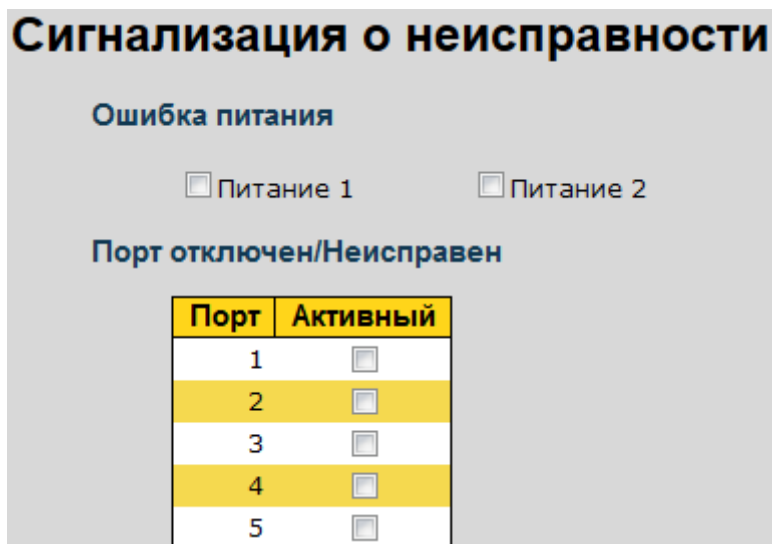 Сигнализация о неисправности
Ошибка питания
Питание 1 Питание 2
Порт отключен/Неисправен
Порт Активный
1
2
3
4
5